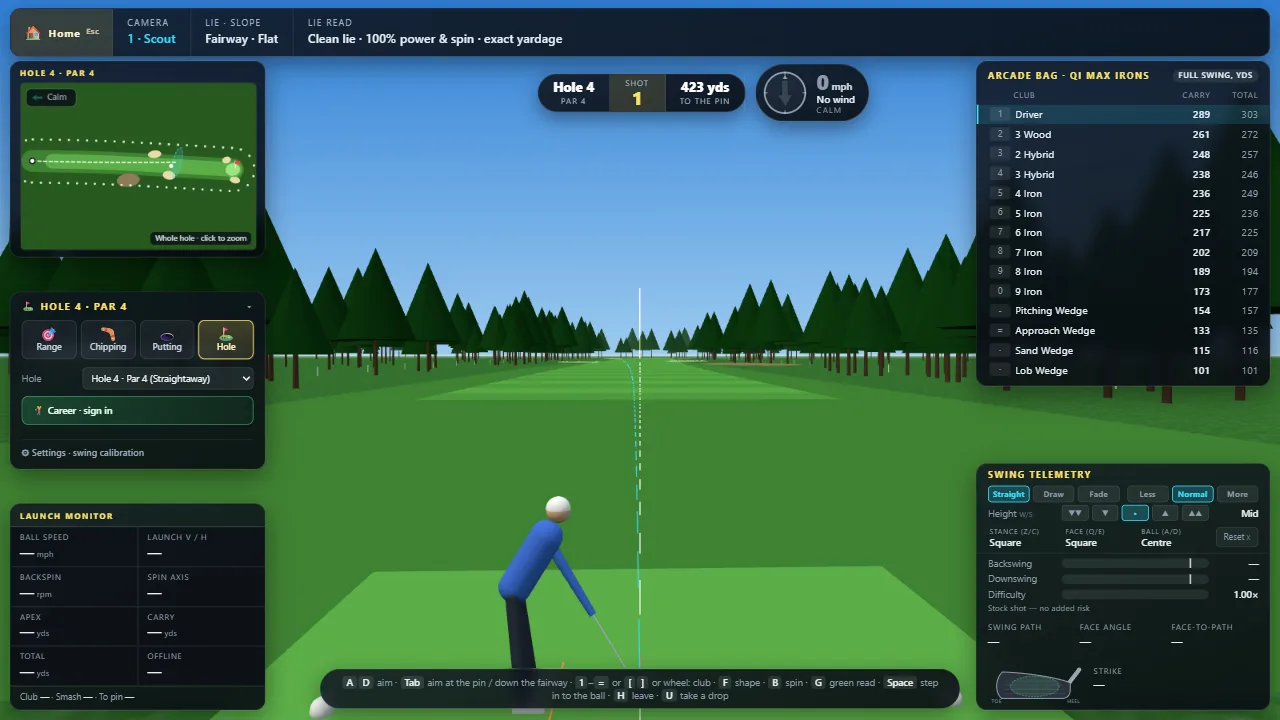 Home Esc
CAMERA
1 · Scout
LIE · SLOPE
Fairway · Flat
LIE READ
Clean lie · 100% power & spin · exact yardage
HOLE 4 · PAR 4
Calm
Whole hole · click to zoom
Hole 4
PAR 4
SHOT
1
423 yds
TO THE PIN
0 mph
No wind
CALM
ARCADE BAG · QI MAX IRONS FULL SWING, YDS
CLUB CARRY TOTAL
1 Driver 289 303
2 3 Wood 261 272
3 2 Hybrid 248 257
4 3 Hybrid 238 246
5 4 Iron 236 249
6 5 Iron 225 236
7 6 Iron 217 225
8 7 Iron 202 209
9 8 Iron 189 194
0 9 Iron 173 177
- Pitching Wedge 154 157
= Approach Wedge 133 135
· Sand Wedge 115 116
· Lob Wedge 101 101
HOLE 4 · PAR 4
Range
Chipping
Putting
Hole
Hole Hole 4 · Par 4 (Straightaway)
Career · sign in
Settings · swing calibration
LAUNCH MONITOR
BALL SPEED LAUNCH V / H
— mph —
BACKSPIN SPIN AXIS
— rpm —
APEX CARRY
— yds — yds
TOTAL OFFLINE
— yds — yds
Club — · Smash — · To pin —
SWING TELEMETRY
Straight Draw Fade Less Normal More
Height W/S Mid
STANCE (Z/C) FACE (Q/E) BALL (A/D)
Square Square Centre Reset x
Backswing —
Downswing —
Difficulty 1.00×
Stock shot — no added risk
SWING PATH FACE ANGLE FACE-TO-PATH
— — —
STRIKE
—
TOE HEEL
A D aim · Tab aim at the pin / down the fairway · 1 – = or [ ] or wheel: club · F shape · B spin · G green read · Space step
in to the ball · H leave · U take a drop